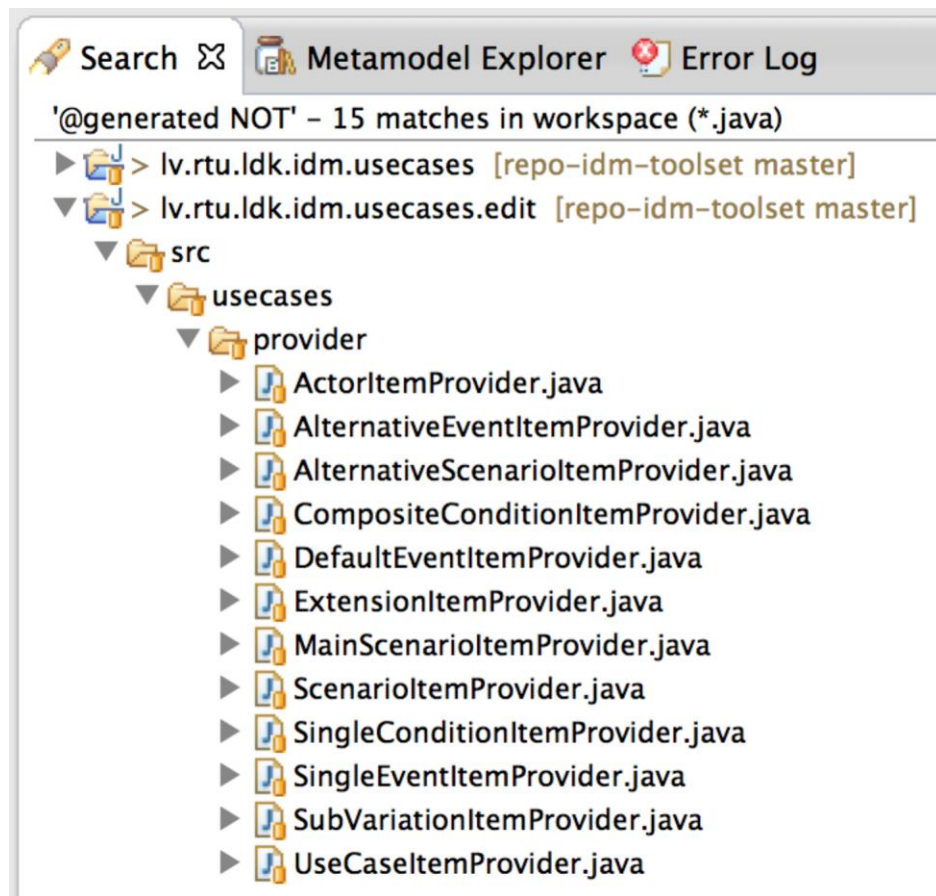 Search Metamodel Explorer Error Log
'@generated NOT' – 15 matches in workspace (*.java)
> lv.rtu.ldk.idm.usecases [repo-idm-toolset master]
> lv.rtu.ldk.idm.usecases.edit [repo-idm-toolset master]
src
usecases
provider
ActorItemProvider.java
AlternativeEventItemProvider.java
AlternativeScenarioItemProvider.java
CompositeConditionItemProvider.java
DefaultEventItemProvider.java
ExtensionItemProvider.java
MainScenarioItemProvider.java
ScenarioItemProvider.java
SingleConditionItemProvider.java
SingleEventItemProvider.java
SubVariationItemProvider.java
UseCaseItemProvider.java